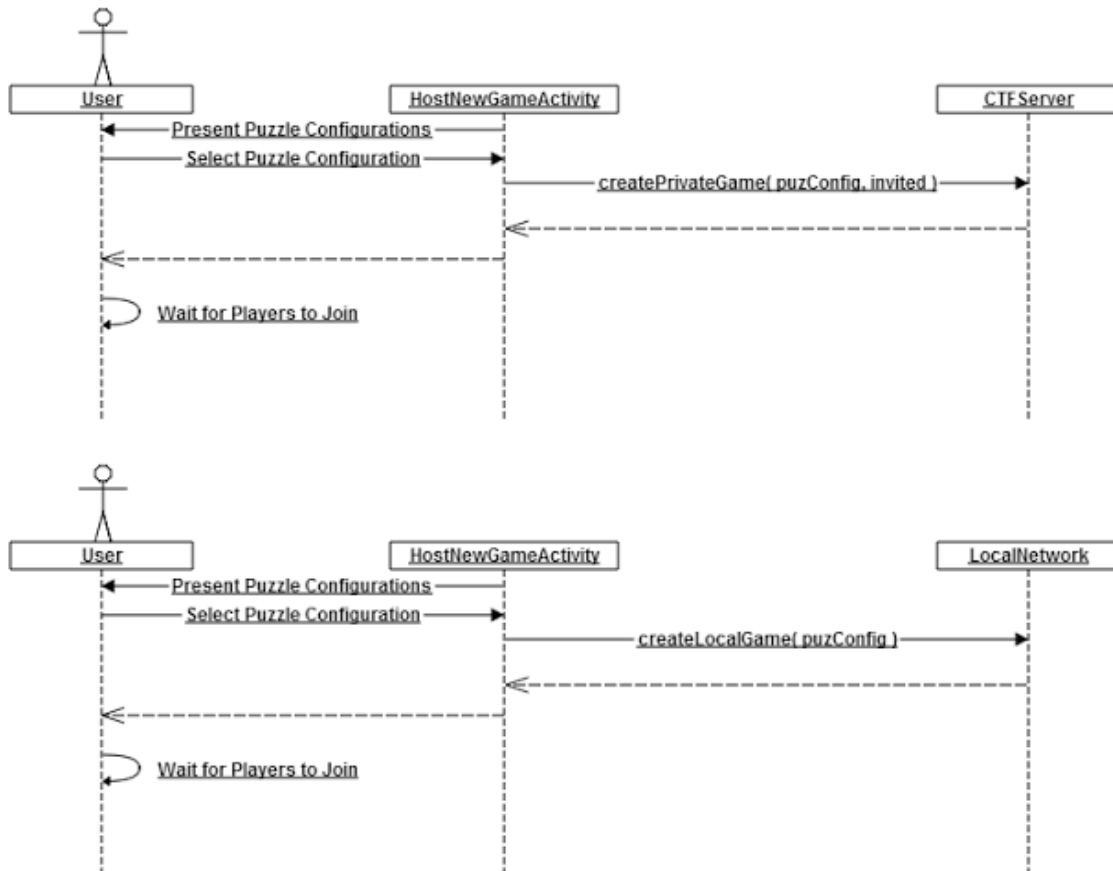 User HostNewGameActivity CTFServer
Present Puzzle Configurations
Select Puzzle Configuration
createPrivateGame( puzConfig, invited )
Wait for Players to Join
User HostNewGameActivity LocalNetwork
Present Puzzle Configurations
Select Puzzle Configuration
createLocalGame( puzConfig )
Wait for Players to Join